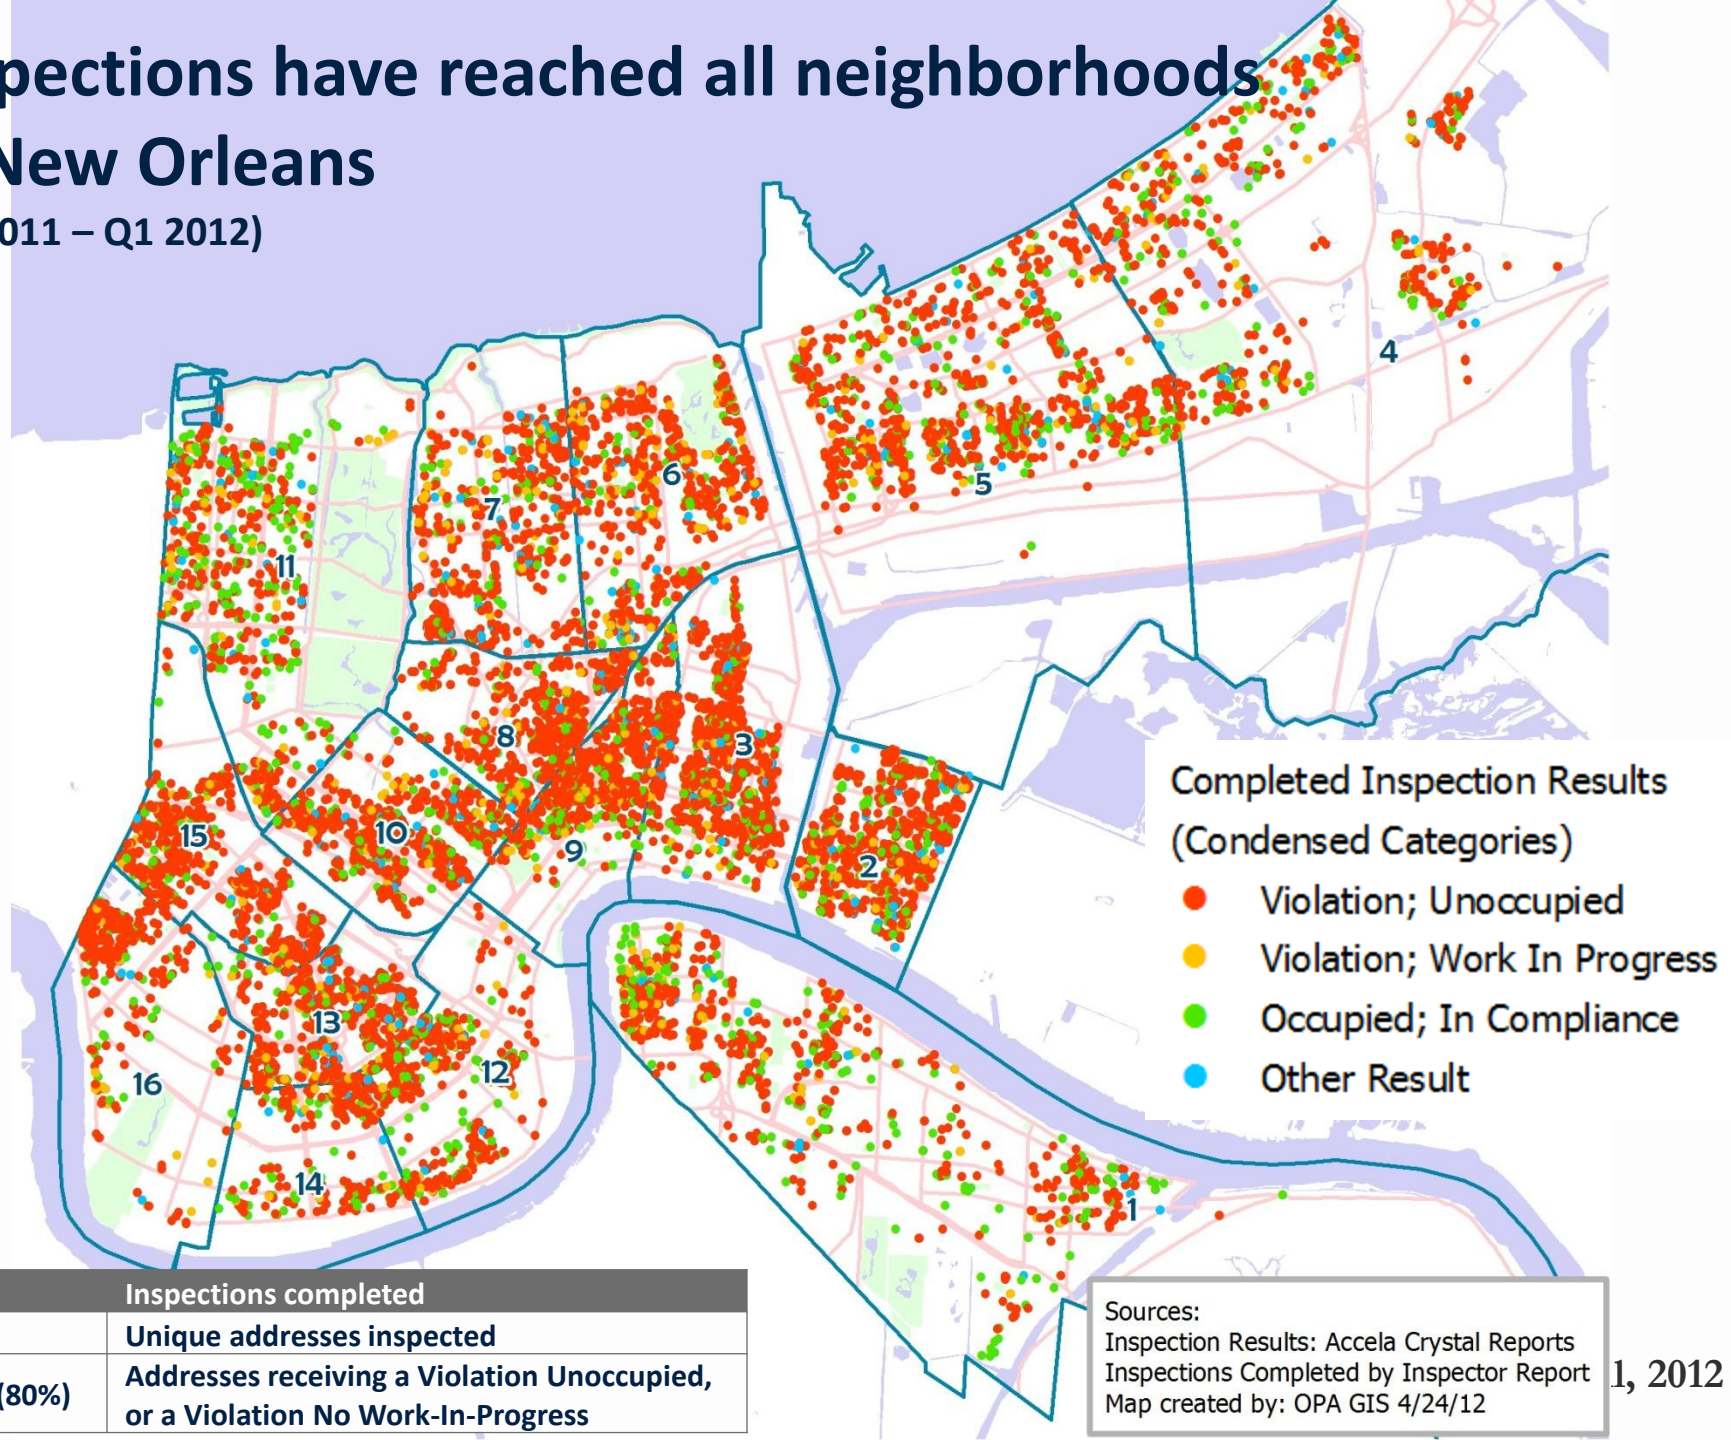 pections have reached all neighborhoods
New Orleans
011 – Q1 2012)
4
6
5
7
11
8
3
15
10
9
2
13
12
16
14
1
Completed Inspection Results
(Condensed Categories)
Violation; Unoccupied
Violation; Work In Progress
Occupied; In Compliance
Other Result
Inspections completed
Unique addresses inspected
(80%)
Addresses receiving a Violation Unoccupied,
or a Violation No Work-In-Progress
Sources:
Inspection Results: Accela Crystal Reports
Inspections Completed by Inspector Report
Map created by: OPA GIS 4/24/12
1, 2012